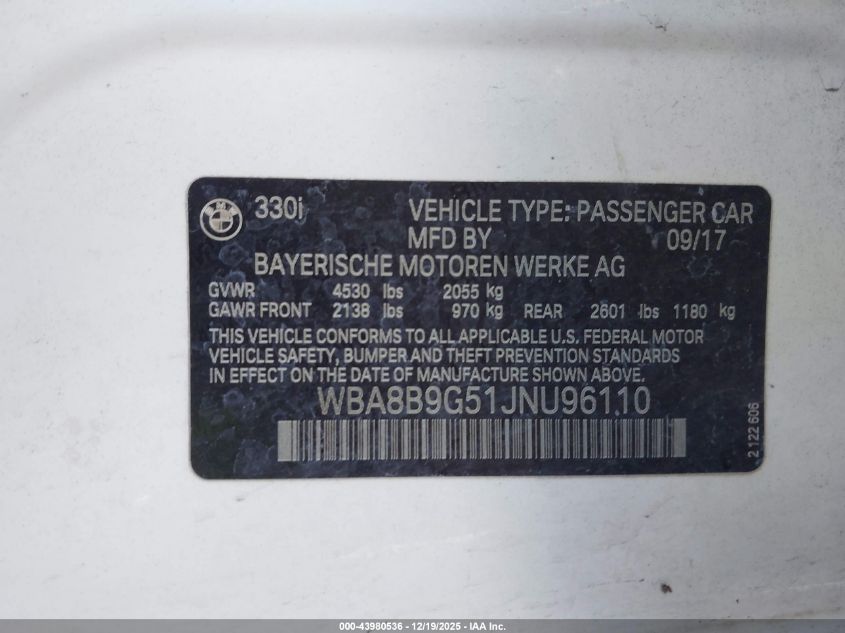 330i VEHICLE TYPE: PASSENGER CAR
MFD BY 09/17
BAYERISCHE MOTOREN WERKE AG
GVWR 4530 lbs 2055 kg
GAWR FRONT 2138 lbs 970 kg REAR 2601 lbs 1180 kg
THIS VEHICLE CONFORMS TO ALL APPLICABLE U.S. FEDERAL MOTOR
VEHICLE SAFETY, BUMPER AND THEFT PREVENTION STANDARDS
IN EFFECT ON THE DATE OF MANUFACTURE SHOWN ABOVE.
WBA8B9G51JNU96110
2 122 606
000-43980536 - 12/19/2025 - IAA Inc.